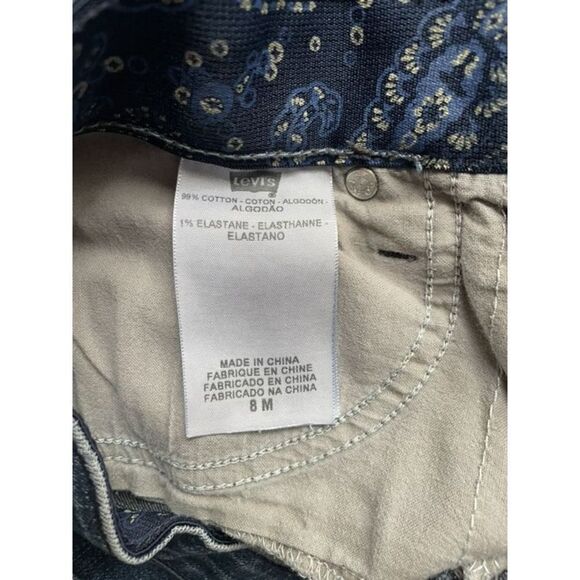 Levi's
®
99% COTTON - COTON - ALGODÓN -
ALGODÃO
1% ELASTANE - ELASTHANNE -
ELASTANO
MADE IN CHINA
FABRIQUE EN CHINE
FABRICADO EN CHINA
FABRICADO NA CHINA
8 M